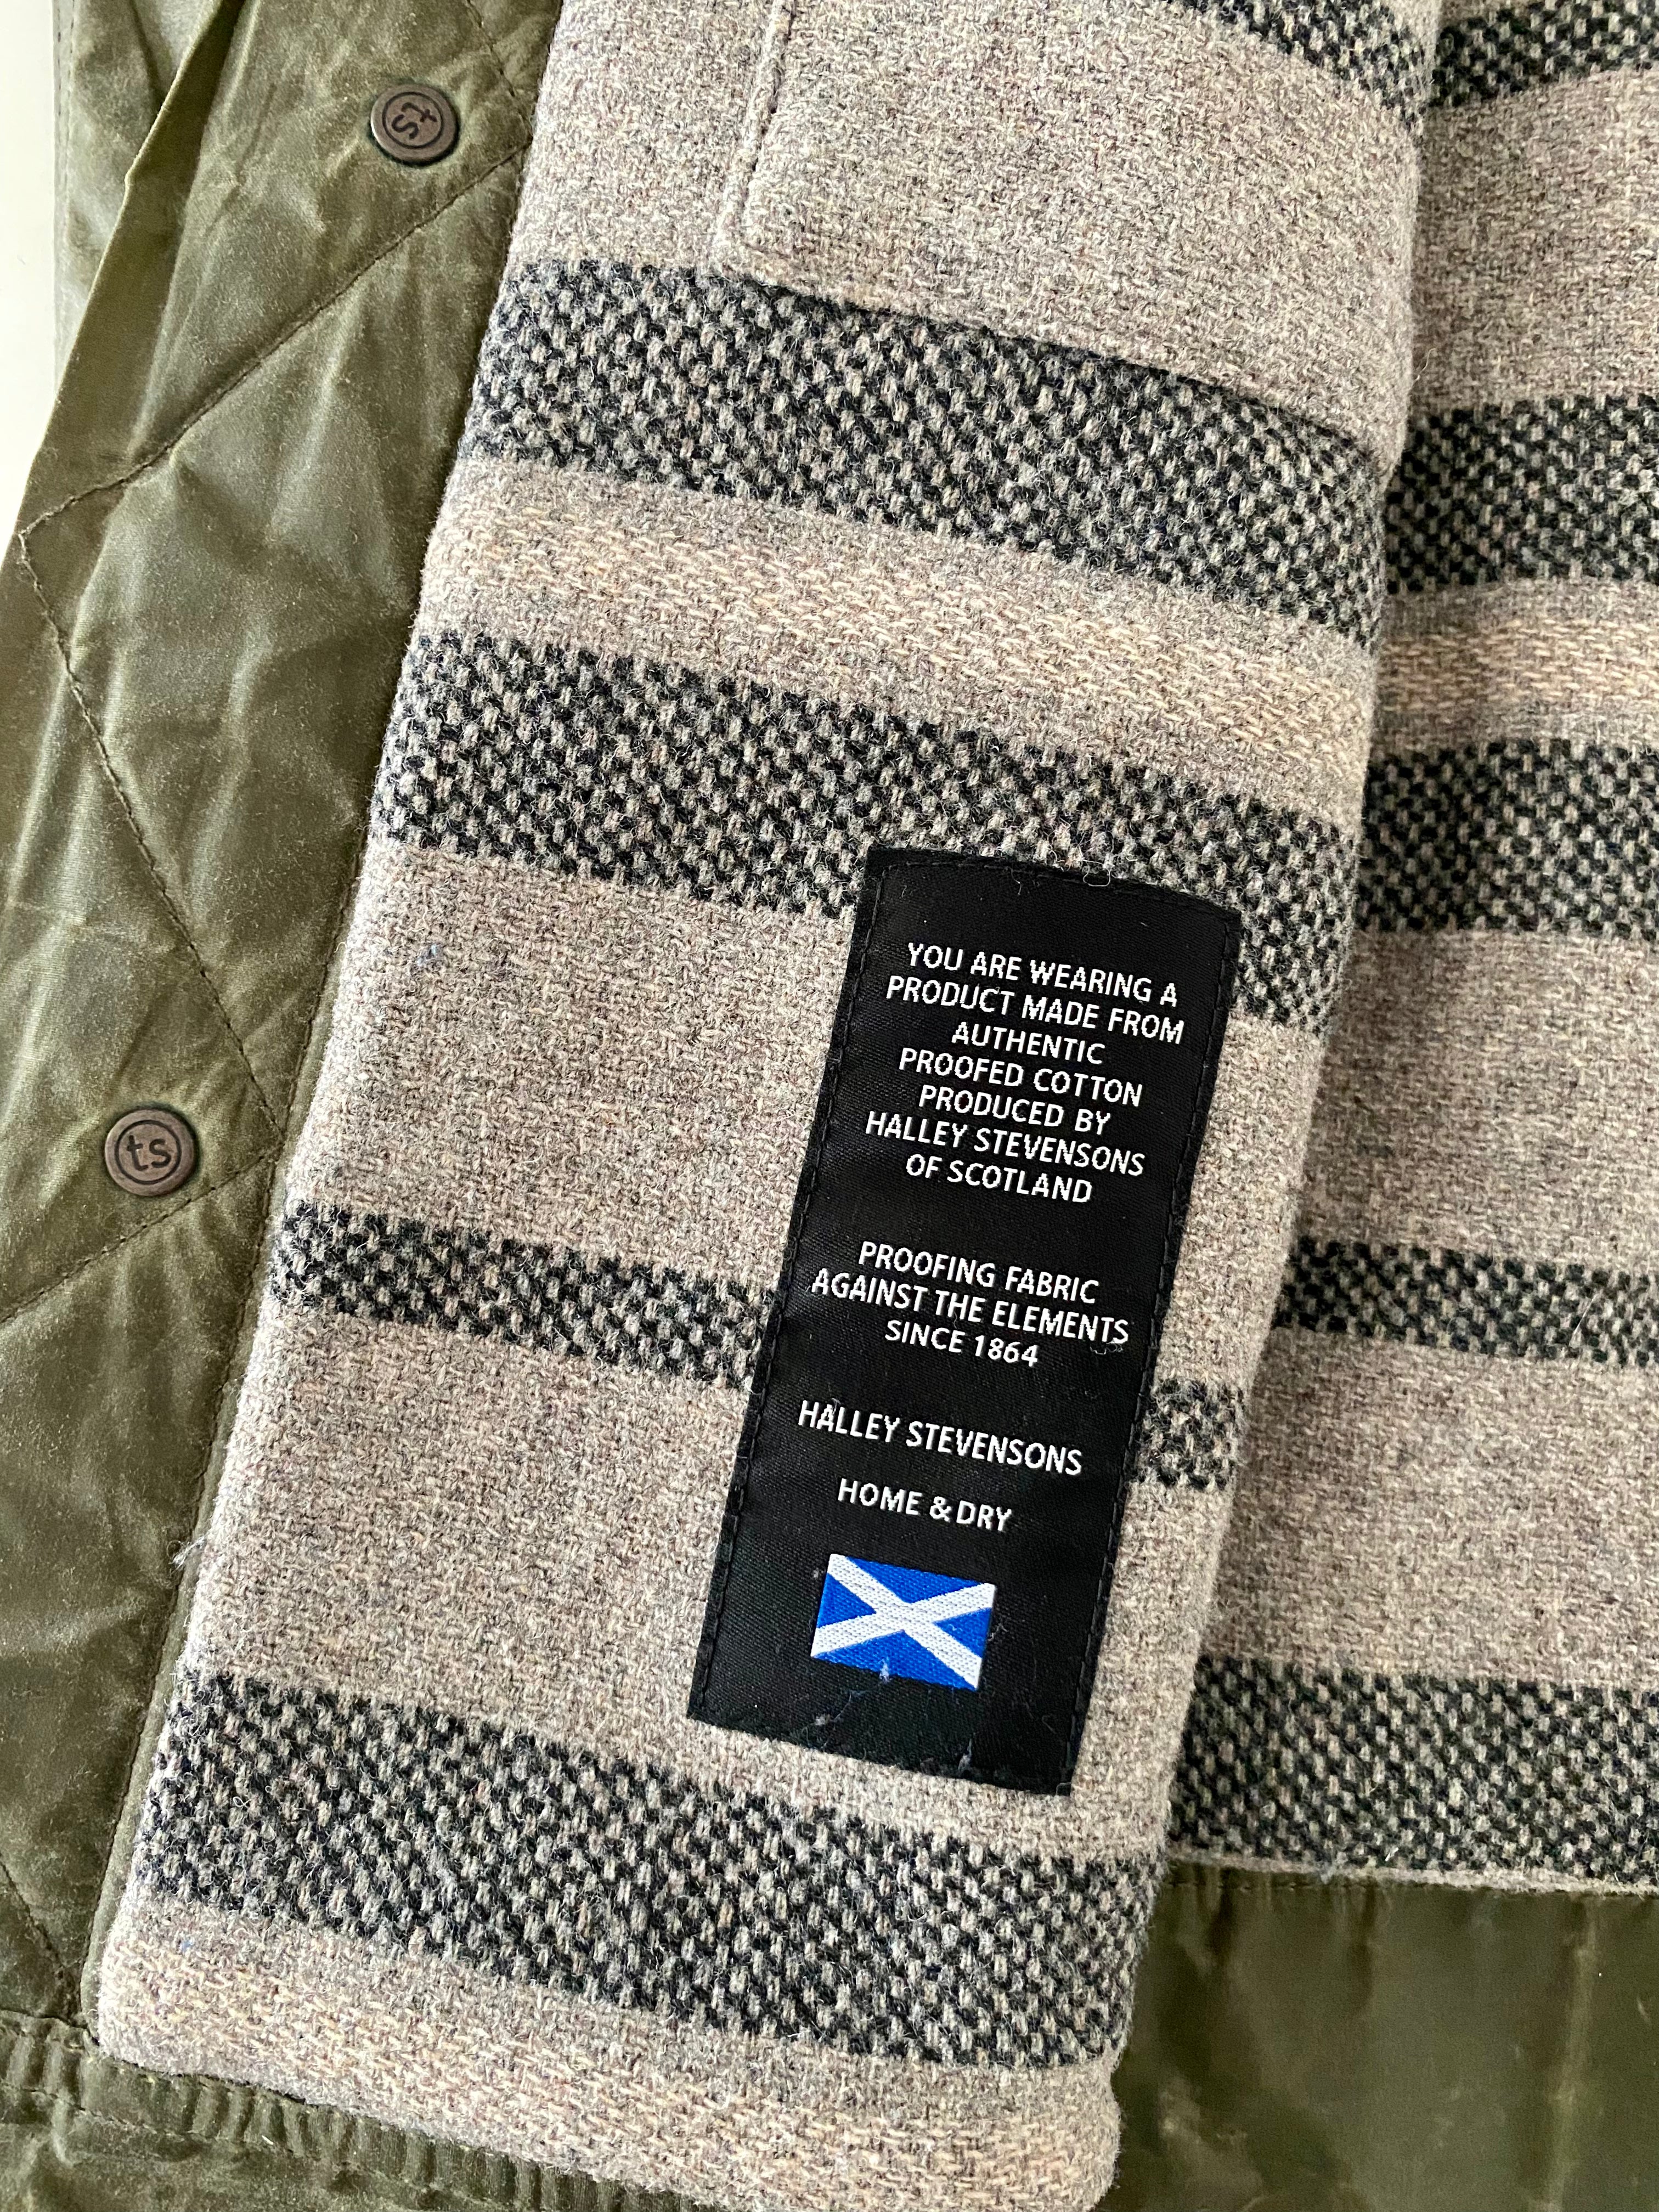 ts
YOU ARE WEARING A
PRODUCT MADE FROM
AUTHENTIC
PROOFED COTTON
PRODUCED BY
HALLEY STEVENSONS
OF SCOTLAND
PROOFING FABRIC
AGAINST THE ELEMENTS
SINCE 1864
HALLEY STEVENSONS
HOME & DRY
ts